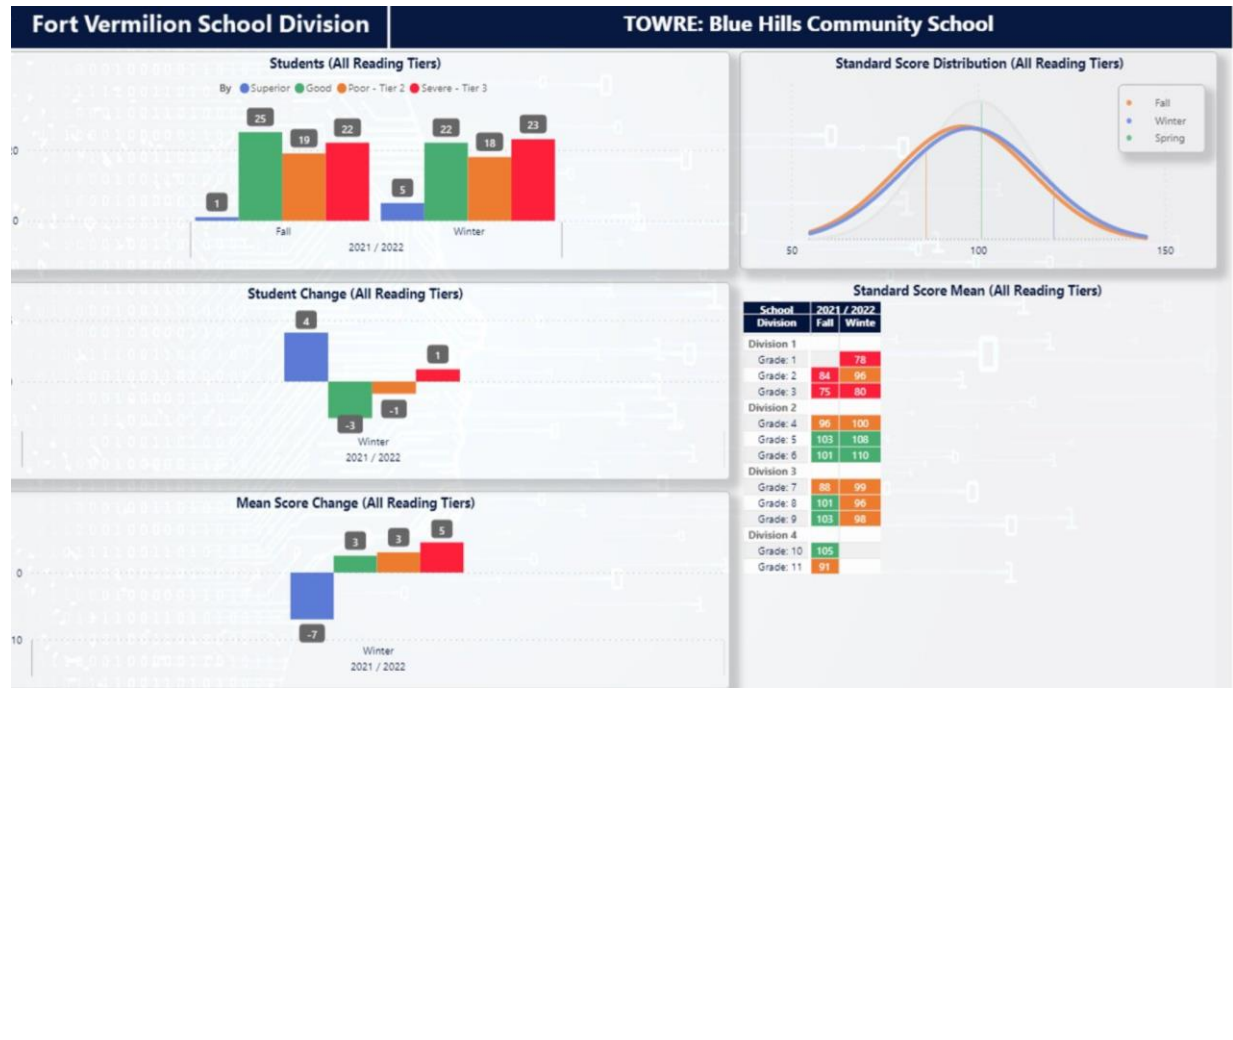 Fort Vermilion School Division
TOWRE: Blue Hills Community School
Students (All Reading Tiers)
By Superior Good Poor - Tier 2 Severe - Tier 3
25 19 22 22 18 23
1 5
0
Fall Winter
2021 / 2022
Standard Score Distribution (All Reading Tiers)
Fall
Winter
Spring
50 100 150
Student Change (All Reading Tiers)
4
1
-3 -1
Winter
2021 / 2022
Mean Score Change (All Reading Tiers)
3 3 5
0
-7
10
Winter
2021 / 2022
Standard Score Mean (All Reading Tiers)
School 2021 / 2022
Division Fall Winte
Division 1
Grade: 1 78
Grade: 2 84 96
Grade: 3 75 80
Division 2
Grade: 4 96 100
Grade: 5 103 108
Grade: 6 101 110
Division 3
Grade: 7 88 99
Grade: 8 101 96
Grade: 9 103 98
Division 4
Grade: 10 105
Grade: 11 91